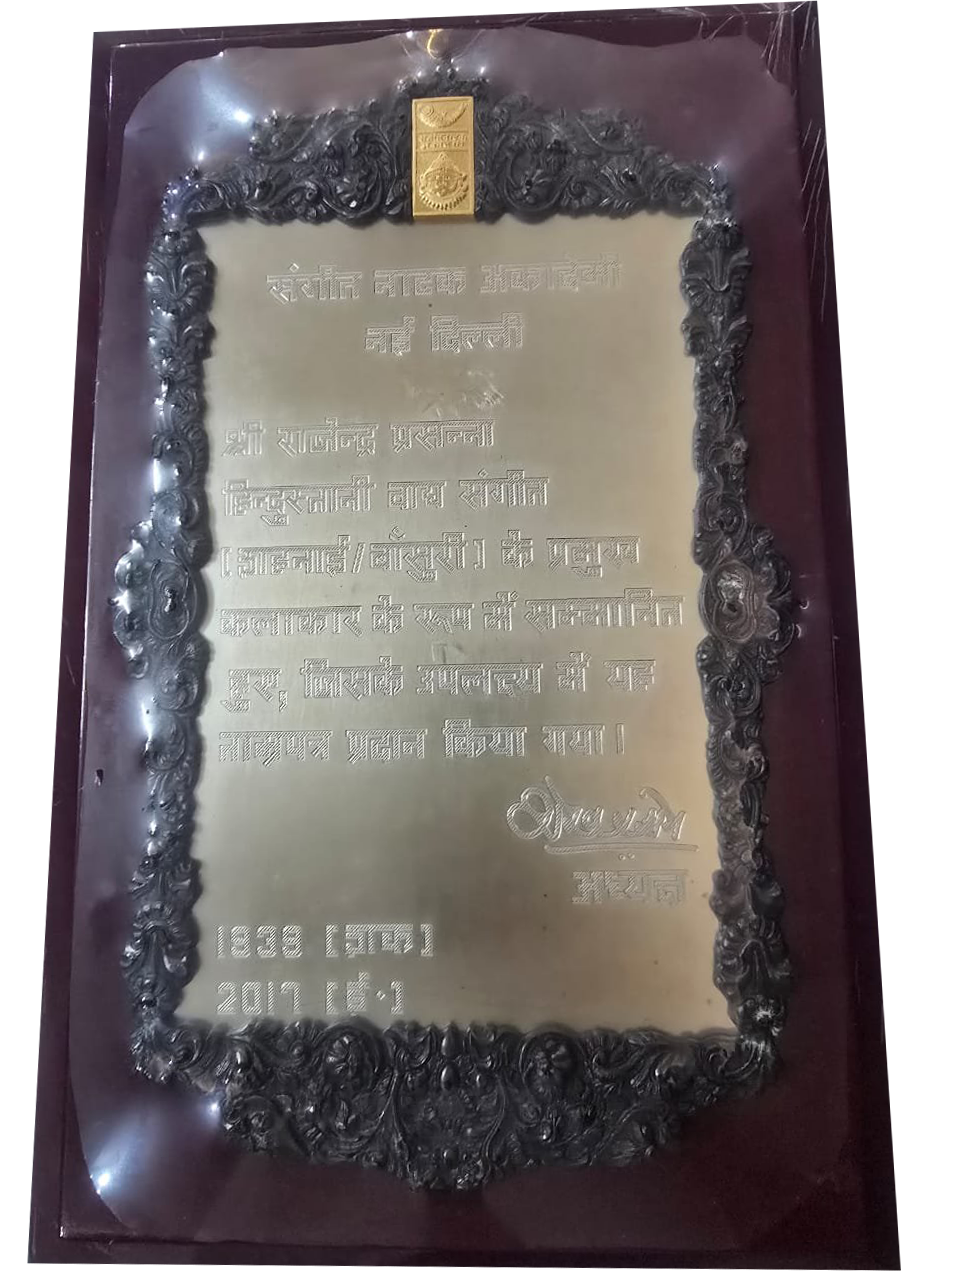 संगीत नाटक अकादेमी
नई दिल्ली
श्री राजेन्द्र प्रसन्ना
हिन्दुस्तानी वाद्य संगीत
[शहनाई/बाँसुरी] के प्रमुख
कलाकार के रूप में सम्मानित
हुए, जिसके उपलक्ष्य में यह
ताम्रपत्र प्रदान किया गया।
अध्यक्ष
1939 [शक]
2017 [ई॰]